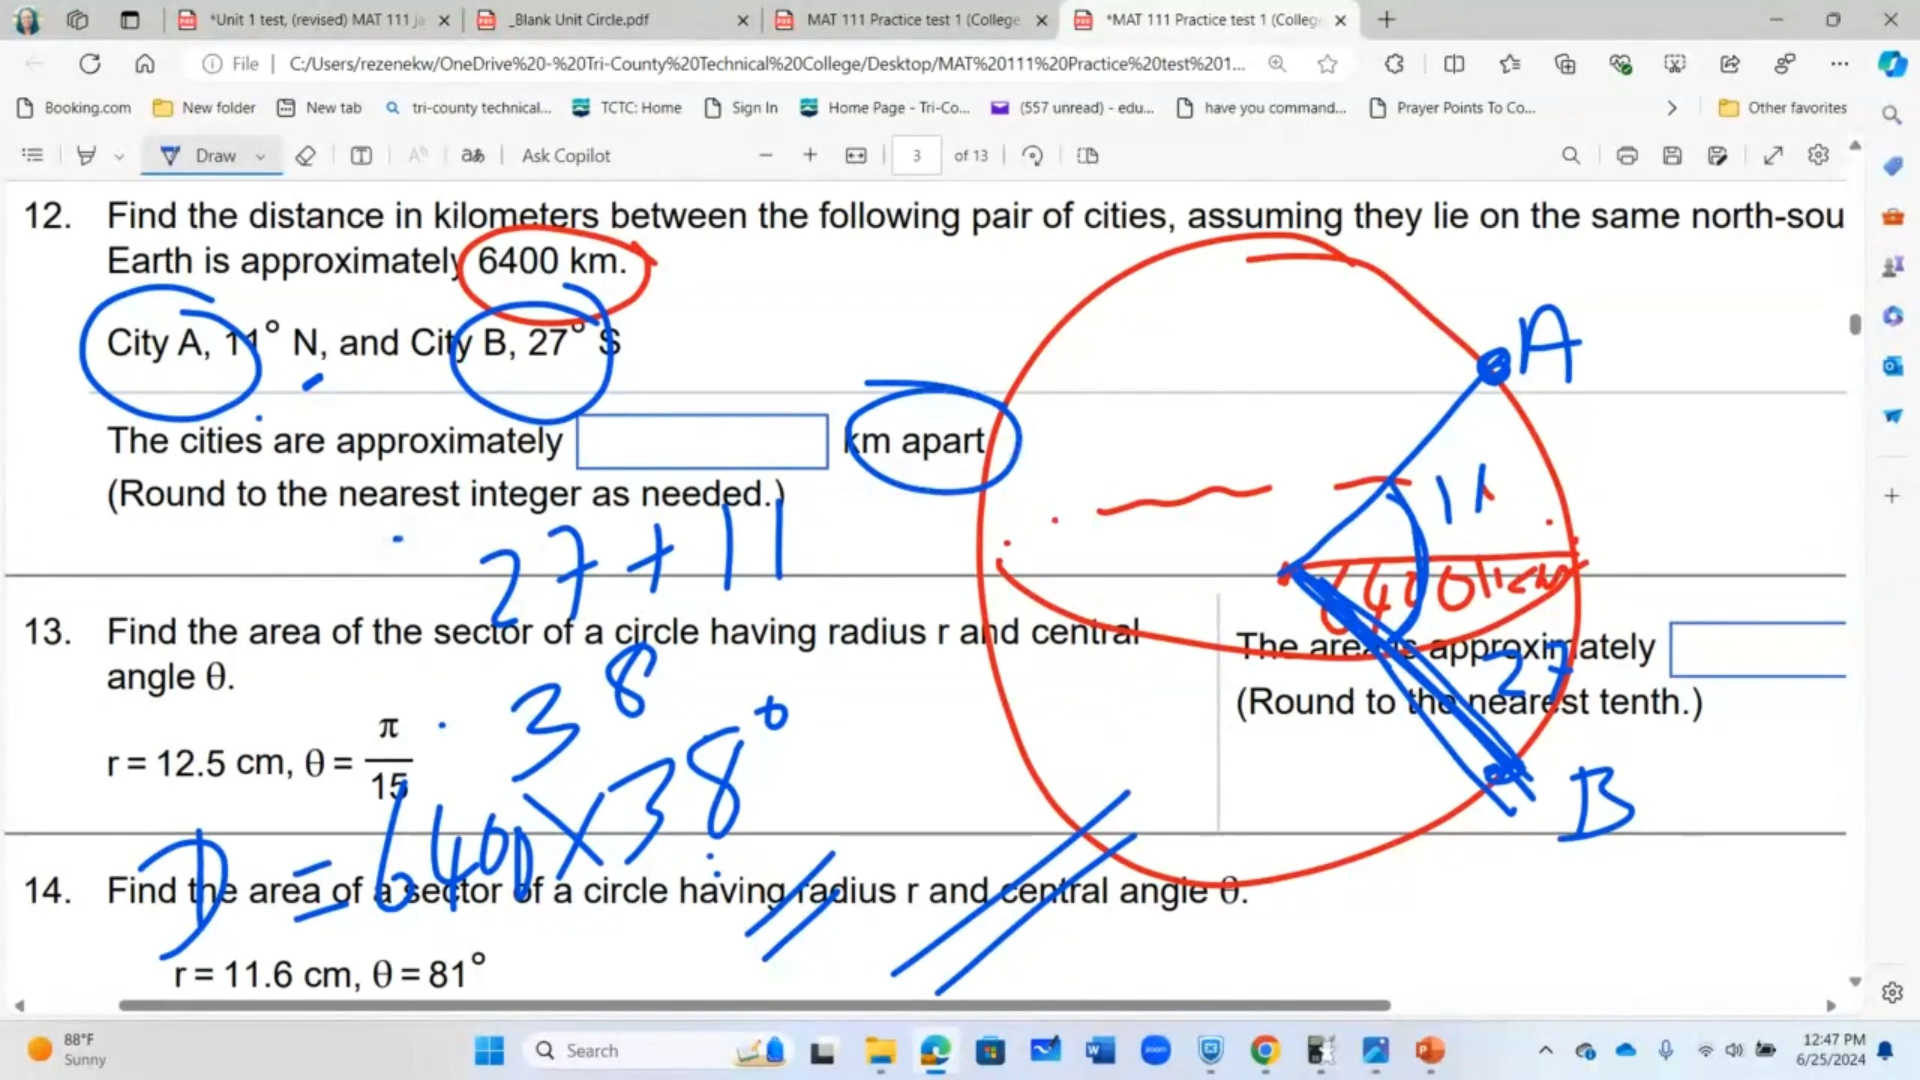 *Unit 1 test, (revised) MAT 111 ja
_Blank Unit Circle.pdf
MAT 111 Practice test 1 (College
*MAT 111 Practice test 1 (Colleg
File
C:/Users/rezenekw/OneDrive%20-%20Tri-County%20Technical%20College/Desktop/MAT%20111%20Practice%20test%201...
Booking.com
New folder
New tab
tri-county technical...
TCTC: Home
Sign In
Home Page - Tri-Co...
(557 unread) - edu...
have you command...
Prayer Points To Co...
Other favorites
Draw
Ask Copilot
3 of 13
12. Find the distance in kilometers between the following pair of cities, assuming they lie on the same north-sou
Earth is approximately 6400 km.
City A, 11° N, and City B, 27° S
A
The cities are approximately km apart
(Round to the nearest integer as needed.)
11
27 + 11
6400 km
13. Find the area of the sector of a circle having radius r and central
angle θ.
The area is approximately
27
(Round to the nearest tenth.)
38
r = 12.5 cm, θ = π
15
B
D = 6400 × 38°
14. Find the area of a sector of a circle having radius r and central angle θ.
r = 11.6 cm, θ = 81°
88°F
Sunny
Search
zoom
12:47 PM
6/25/2024